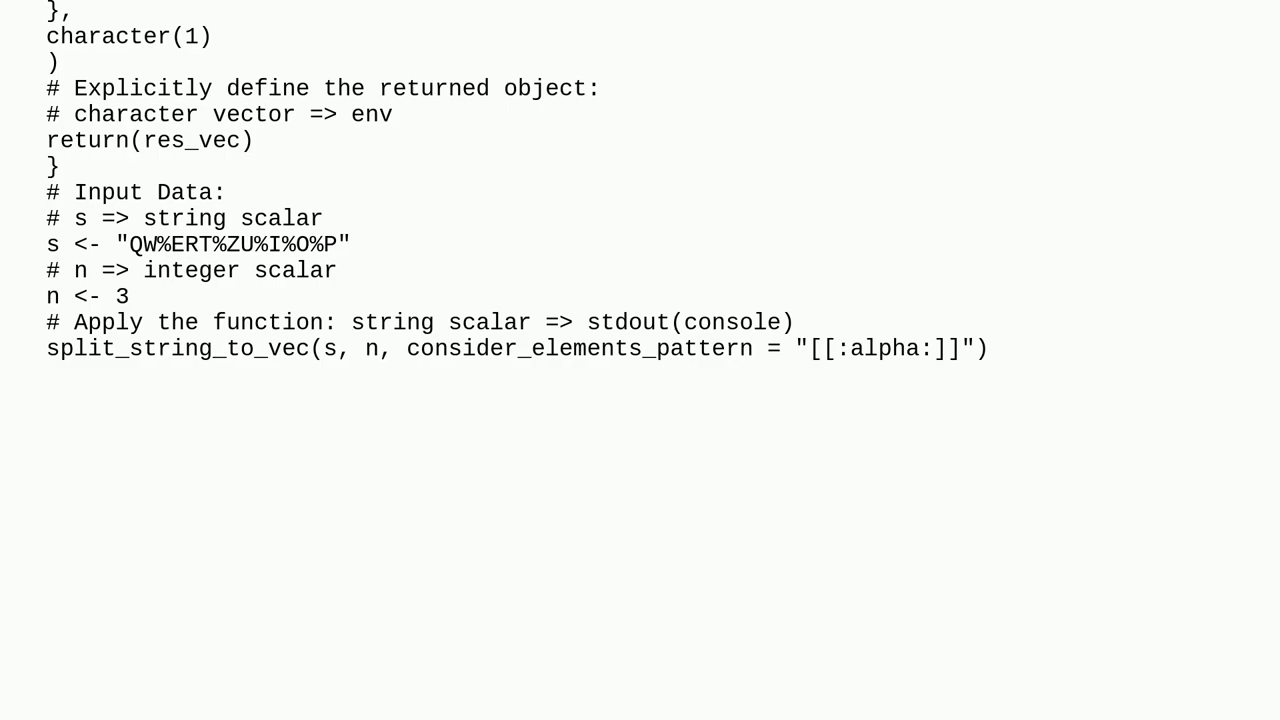 },
character(1)
)
# Explicitly define the returned object:
# character vector => env
return(res_vec)
}
# Input Data:
# s => string scalar
s <- "QW%ERT%ZU%I%O%P"
# n => integer scalar
n <- 3
# Apply the function: string scalar => stdout(console)
split_string_to_vec(s, n, consider_elements_pattern = "[[:alpha:]]")